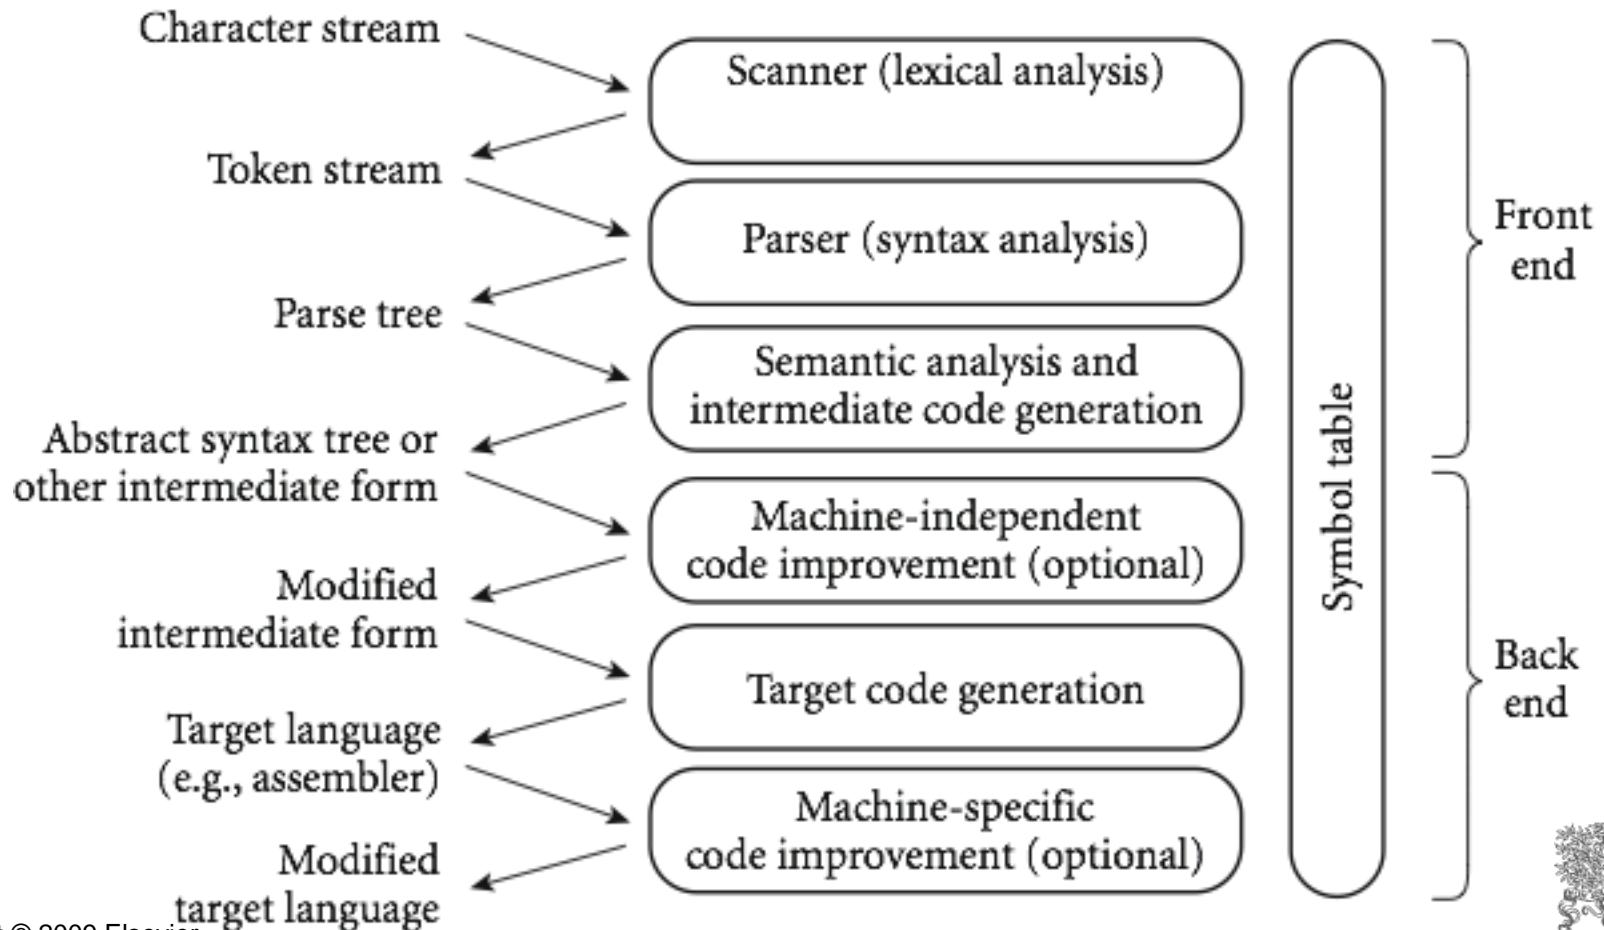 Character stream
Scanner (lexical analysis)
Token stream
Parser (syntax analysis)
Parse tree
Semantic analysis and
intermediate code generation
Abstract syntax tree or
other intermediate form
Machine-independent
code improvement (optional)
Modified
intermediate form
Target code generation
Target language
(e.g., assembler)
Machine-specific
code improvement (optional)
Modified
target language
Symbol table
Front
end
Back
end
© 2009 Elsevier